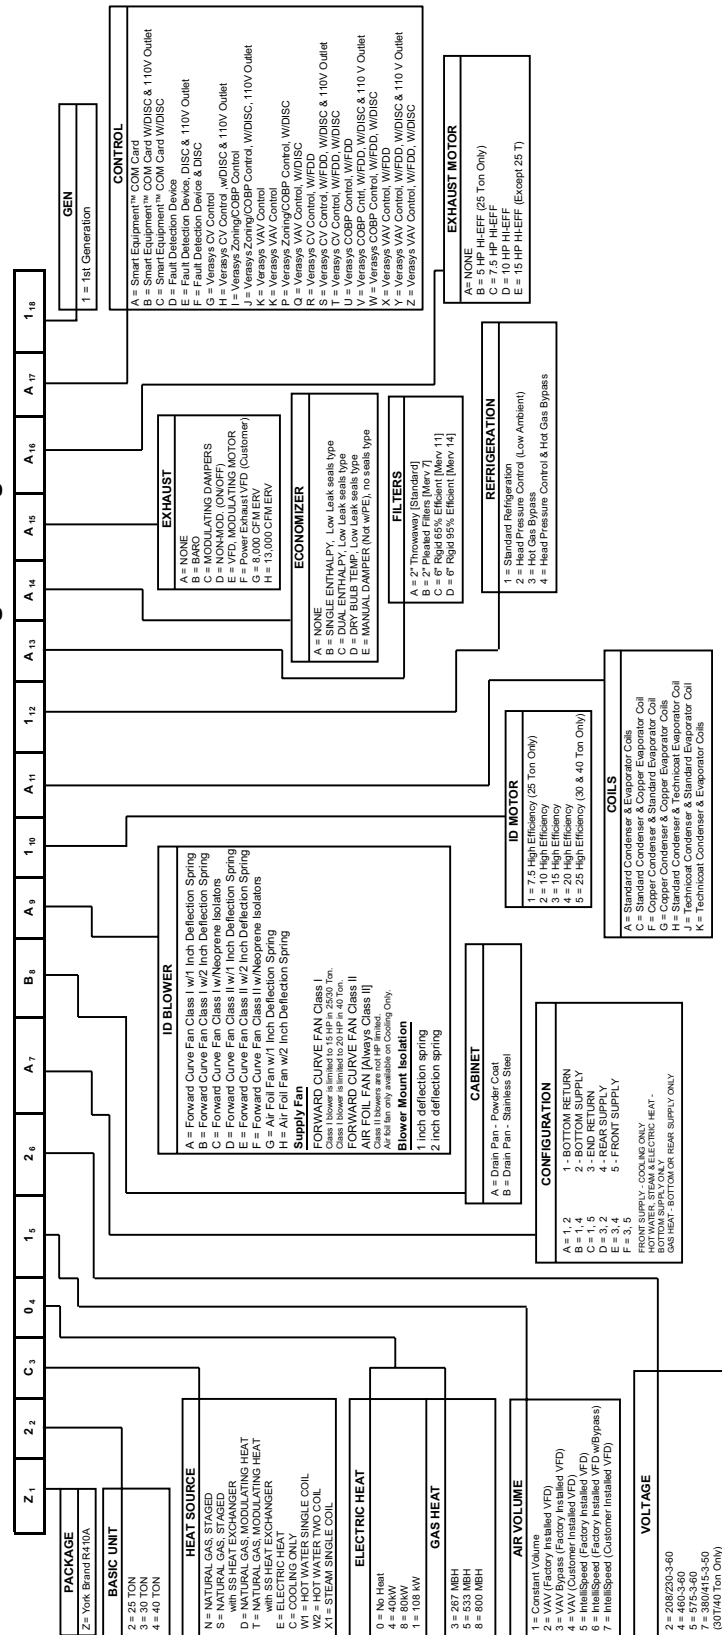 Z 1
2 2
C 3
0 4
1 5
2 6
A 7
B 8
A 9
1 10
A 11
1 12
A 13
A 14
A 15
A 16
A 17
1 18
PACKAGE
Z= York Brand R410A
BASIC UNIT
2 = 25 TON
3 = 30 TON
4 = 40 TON
HEAT SOURCE
N = NATURAL GAS, STAGED
S = NATURAL GAS, STAGED
with SS HEAT EXCHANGER
D = NATURAL GAS, MODULATING HEAT
T = NATURAL GAS, MODULATING HEAT
with SS HEAT EXCHANGER
E = ELECTRIC HEAT
C = COOLING ONLY
W1 = HOT WATER SINGLE COIL
W2 = HOT WATER TWO COIL
X1 = STEAM SINGLE COIL
ELECTRIC HEAT
0 = No Heat
4 = 40kW
8 = 80kW
1 = 108 kW
GAS HEAT
3 = 267 MBH
5 = 533 MBH
8 = 800 MBH
AIR VOLUME
1 = Constant Volume
2 = VAV (Factory Installed VFD)
3 = VAV Bypass (Factory Installed VFD)
4 = VAV (Customer Installed VFD)
5 = IntelliSpeed (Factory Installed VFD)
6 = IntelliSpeed (Factory Installed VFD w/Bypass)
7 = IntelliSpeed (Customer Installed VFD)
VOLTAGE
2 = 208/230-3-60
4 = 460-3-60
5 = 575-3-60
7 = 380/415-3-50
(30T/40 Ton Only)
ID BLOWER
A = Forward Curve Fan Class I w/1 Inch Deflection Spring
B = Forward Curve Fan Class I w/2 Inch Deflection Spring
C = Forward Curve Fan Class I w/Neoprene Isolators
D = Forward Curve Fan Class II w/1 Inch Deflection Spring
E = Forward Curve Fan Class II w/2 Inch Deflection Spring
F = Forward Curve Fan Class II w/Neoprene Isolators
G = Air Foil Fan w/1 Inch Deflection Spring
H = Air Foil Fan w/2 Inch Deflection Spring
Supply Fan
FORWARD CURVE FAN Class I
Class I blower is limited to 15 HP in 25/30 Ton.
Class I blower is limited to 20 HP in 40 Ton.
FORWARD CURVE FAN Class II
AIR FOIL FAN [Always Class II]
Class II blowers are not HP limited.
Air foil fan only available on Cooling Only.
Blower Mount Isolation
1 inch deflection spring
2 inch deflection spring
CABINET
A = Drain Pan - Powder Coat
B = Drain Pan - Stainless Steel
CONFIGURATION
A = 1, 2 1 - BOTTOM RETURN
B = 1, 4 2 - BOTTOM SUPPLY
C = 1, 5 3 - END RETURN
D = 3, 2 4 - REAR SUPPLY
E = 3, 4 5 - FRONT SUPPLY
F = 3, 5
FRONT SUPPLY - COOLING ONLY
HOT WATER, STEAM & ELECTRIC HEAT -
BOTTOM SUPPLY ONLY
GAS HEAT - BOTTOM OR REAR SUPPLY ONLY
ID MOTOR
1 = 7.5 High Efficiency (25 Ton Only)
2 = 10 High Efficiency
3 = 15 High Efficiency
4 = 20 High Efficiency
5 = 25 High Efficiency (30 & 40 Ton Only)
COILS
A = Standard Condenser & Evaporator Coils
C = Standard Condenser & Copper Evaporator Coil
F = Copper Condenser & Standard Evaporator Coil
G = Copper Condenser & Copper Evaporator Coils
H = Standard Condenser & Technicoat Evaporator Coil
J = Technicoat Condenser & Standard Evaporator Coil
K = Technicoat Condenser & Evaporator Coils
EXHAUST
A = NONE
B = BARO
C = MODULATING DAMPERS
D = NON-MOD. (ON/OFF)
E = VFD, MODULATING MOTOR
F = Power Exhaust VFD (Customer)
G = 8,000 CFM ERV
H = 13,000 CFM ERV
ECONOMIZER
A = NONE
B = SINGLE ENTHALPY, Low Leak seals type
C = DUAL ENTHALPY, Low Leak seals type
D = DRY BULB TEMP, Low Leak seals type
E = MANUAL DAMPER (Not w/PE), no seals type
FILTERS
A = 2" Throwaway [Standard]
B = 2" Pleated Filters [Merv 7]
C = 6" Rigid 65% Efficient [Merv 11]
D = 6" Rigid 95% Efficient [Merv 14]
REFRIGERATION
1 = Standard Refrigeration
2 = Head Pressure Control (Low Ambient)
3 = Hot Gas Bypass
4 = Head Pressure Control & Hot Gas Bypass
GEN
1 = 1st Generation
CONTROL
A = Smart Equipment™ COM Card
B = Smart Equipment™ COM Card W/DISC & 110V Outlet
C = Smart Equipment™ COM Card W/DISC
D = Fault Detection Device
E = Fault Detection Device, DISC & 110V Outlet
F = Fault Detection Device & DISC
G = Verasys CV Control
H = Verasys CV Control ,w/DISC & 110V Outlet
I = Verasys Zoning/COBP Control
J = Verasys Zoning/COBP Control, W/DISC, 110V Outlet
K = Verasys VAV Control
K = Verasys VAV Control
P = Verasys Zoning/COBP Control, W/DISC
Q = Verasys VAV Control, W/DISC
R = Verasys CV Control, W/FDD
S = Verasys CV Control, W/FDD, W/DISC & 110V Outlet
T = Verasys CV Control, W/FDD, W/DISC
U = Verasys COBP Control, W/FDD
V = Verasys COBP Cntrl, W/FDD, W/DISC & 110 V Outlet
W = Verasys COBP Control, W/FDD, W/DISC
X = Verasys VAV Control, W/FDD
Y = Verasys VAV Control, W/FDD, W/DISC & 110 V Outlet
Z = Verasys VAV Control, W/FDD, W/DISC
EXHAUST MOTOR
A= NONE
B = 5 HP HI-EFF (25 Ton Only)
C = 7.5 HP HI-EFF
D = 10 HP HI-EFF
E = 15 HP HI-EFF (Except 25 T)